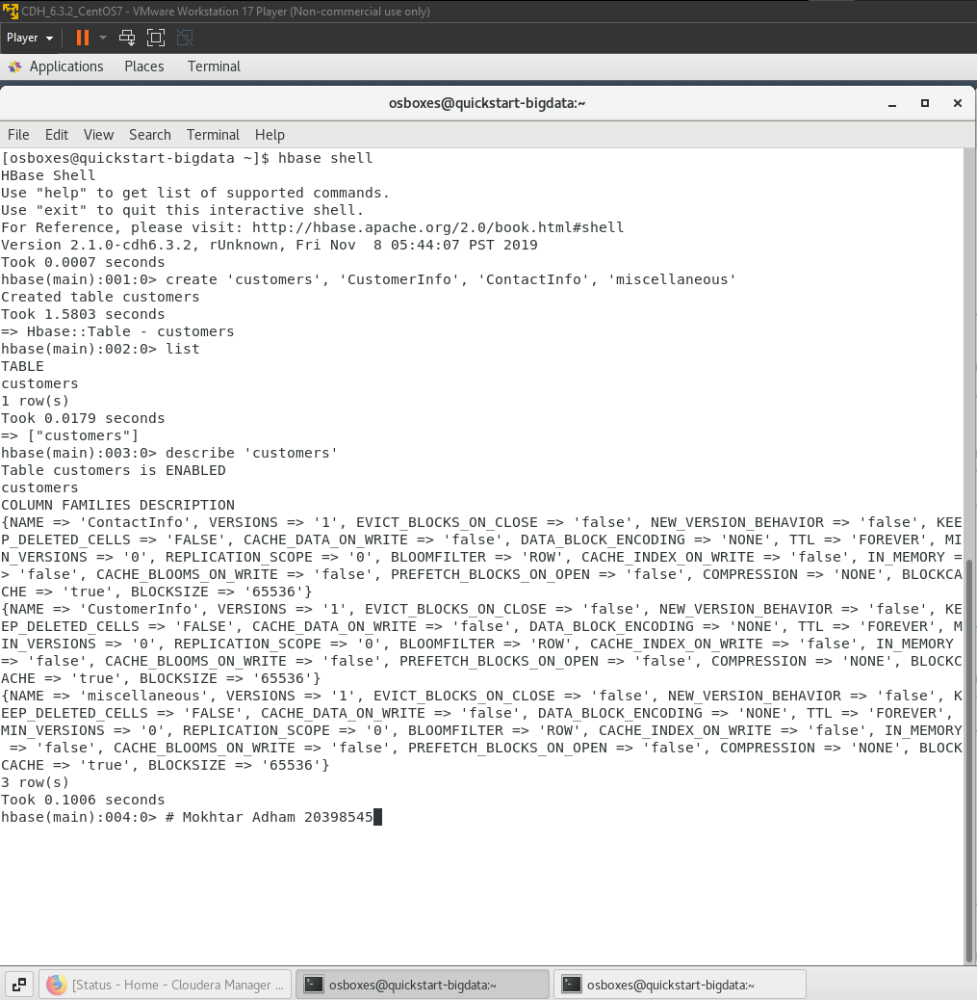 CDH_6.3.2_CentOS7 - VMware Workstation 17 Player (Non-commercial use only)
Player
Applications Places Terminal
osboxes@quickstart-bigdata:~
File Edit View Search Terminal Help
[osboxes@quickstart-bigdata ~]$ hbase shell
HBase Shell
Use "help" to get list of supported commands.
Use "exit" to quit this interactive shell.
For Reference, please visit: http://hbase.apache.org/2.0/book.html#shell
Version 2.1.0-cdh6.3.2, rUnknown, Fri Nov  8 05:44:07 PST 2019
Took 0.0007 seconds
hbase(main):001:0> create 'customers', 'CustomerInfo', 'ContactInfo', 'miscellaneous'
Created table customers
Took 1.5803 seconds
=> Hbase::Table - customers
hbase(main):002:0> list
TABLE
customers
1 row(s)
Took 0.0179 seconds
=> ["customers"]
hbase(main):003:0> describe 'customers'
Table customers is ENABLED
customers
COLUMN FAMILIES DESCRIPTION
{NAME => 'ContactInfo', VERSIONS => '1', EVICT_BLOCKS_ON_CLOSE => 'false', NEW_VERSION_BEHAVIOR => 'false', KEE
P_DELETED_CELLS => 'FALSE', CACHE_DATA_ON_WRITE => 'false', DATA_BLOCK_ENCODING => 'NONE', TTL => 'FOREVER', MI
N_VERSIONS => '0', REPLICATION_SCOPE => '0', BLOOMFILTER => 'ROW', CACHE_INDEX_ON_WRITE => 'false', IN_MEMORY =
> 'false', CACHE_BLOOMS_ON_WRITE => 'false', PREFETCH_BLOCKS_ON_OPEN => 'false', COMPRESSION => 'NONE', BLOCKCA
CHE => 'true', BLOCKSIZE => '65536'}
{NAME => 'CustomerInfo', VERSIONS => '1', EVICT_BLOCKS_ON_CLOSE => 'false', NEW_VERSION_BEHAVIOR => 'false', KE
EP_DELETED_CELLS => 'FALSE', CACHE_DATA_ON_WRITE => 'false', DATA_BLOCK_ENCODING => 'NONE', TTL => 'FOREVER', M
IN_VERSIONS => '0', REPLICATION_SCOPE => '0', BLOOMFILTER => 'ROW', CACHE_INDEX_ON_WRITE => 'false', IN_MEMORY
=> 'false', CACHE_BLOOMS_ON_WRITE => 'false', PREFETCH_BLOCKS_ON_OPEN => 'false', COMPRESSION => 'NONE', BLOCKC
ACHE => 'true', BLOCKSIZE => '65536'}
{NAME => 'miscellaneous', VERSIONS => '1', EVICT_BLOCKS_ON_CLOSE => 'false', NEW_VERSION_BEHAVIOR => 'false', K
EEP_DELETED_CELLS => 'FALSE', CACHE_DATA_ON_WRITE => 'false', DATA_BLOCK_ENCODING => 'NONE', TTL => 'FOREVER',
MIN_VERSIONS => '0', REPLICATION_SCOPE => '0', BLOOMFILTER => 'ROW', CACHE_INDEX_ON_WRITE => 'false', IN_MEMORY
 => 'false', CACHE_BLOOMS_ON_WRITE => 'false', PREFETCH_BLOCKS_ON_OPEN => 'false', COMPRESSION => 'NONE', BLOCK
CACHE => 'true', BLOCKSIZE => '65536'}
3 row(s)
Took 0.1006 seconds
hbase(main):004:0> # Mokhtar Adham 20398545
[Status - Home - Cloudera Manager ... osboxes@quickstart-bigdata:~ osboxes@quickstart-bigdata:~